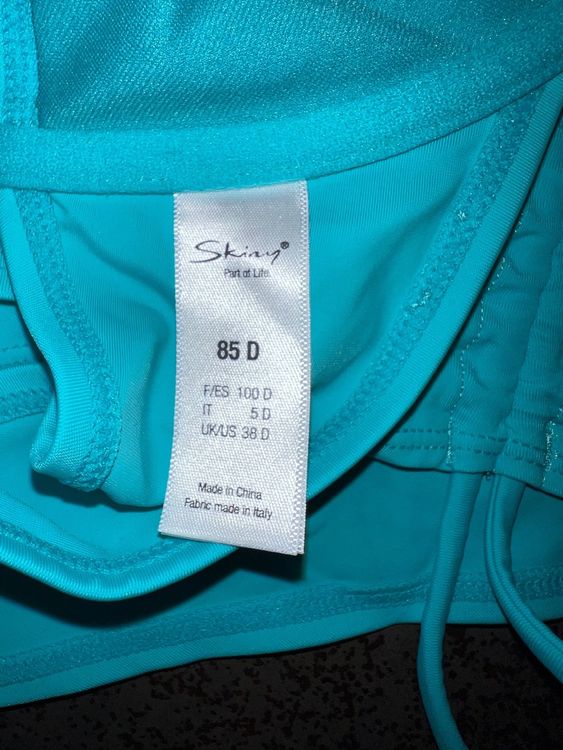 Skiny®
Part of Life.
85 D
F/ES 100 D
IT 5 D
UK/US 38 D
Made in China
Fabric made in Italy